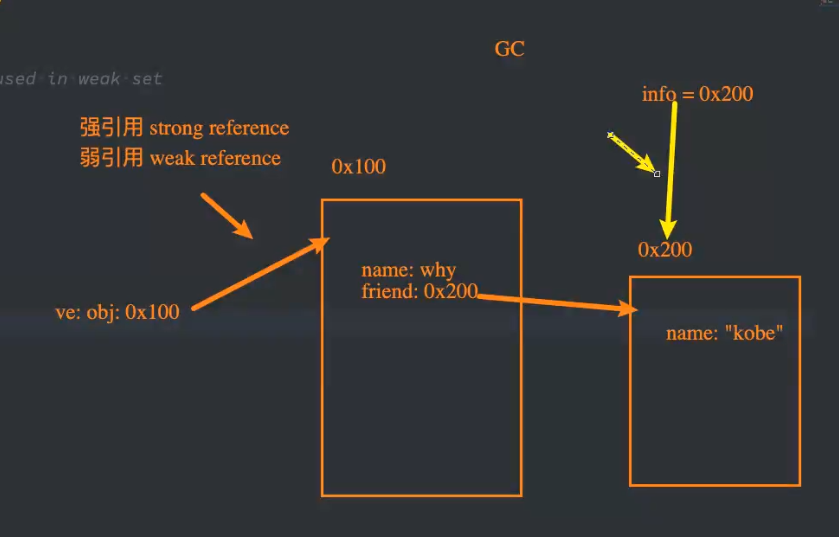 GC
used in weak set
info = 0x200
强引用 strong reference
弱引用 weak reference
0x100
0x200
name: why
friend: 0x200
ve: obj: 0x100
name: "kobe"